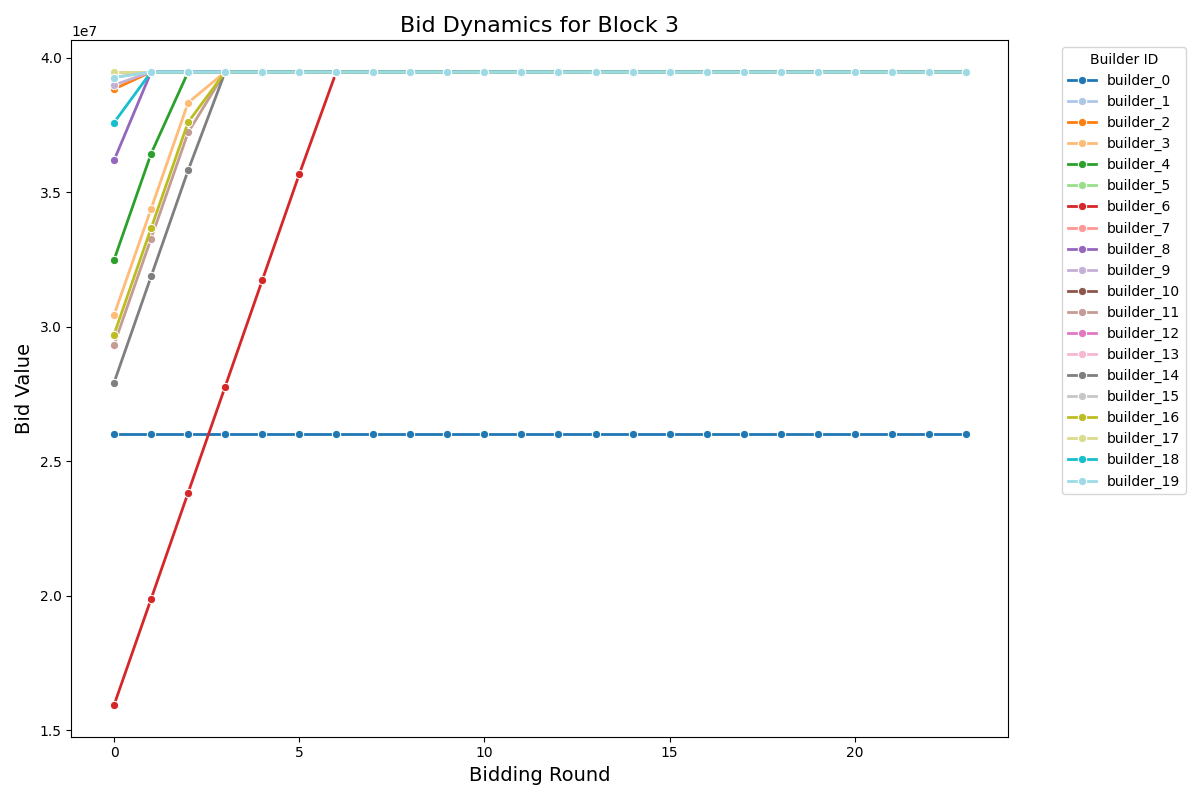 Bid Dynamics for Block 3
1e7
4.0
3.5
3.0
2.5
2.0
1.5
Bid Value
0 5 10 15 20
Bidding Round
Builder ID
builder_0
builder_1
builder_2
builder_3
builder_4
builder_5
builder_6
builder_7
builder_8
builder_9
builder_10
builder_11
builder_12
builder_13
builder_14
builder_15
builder_16
builder_17
builder_18
builder_19